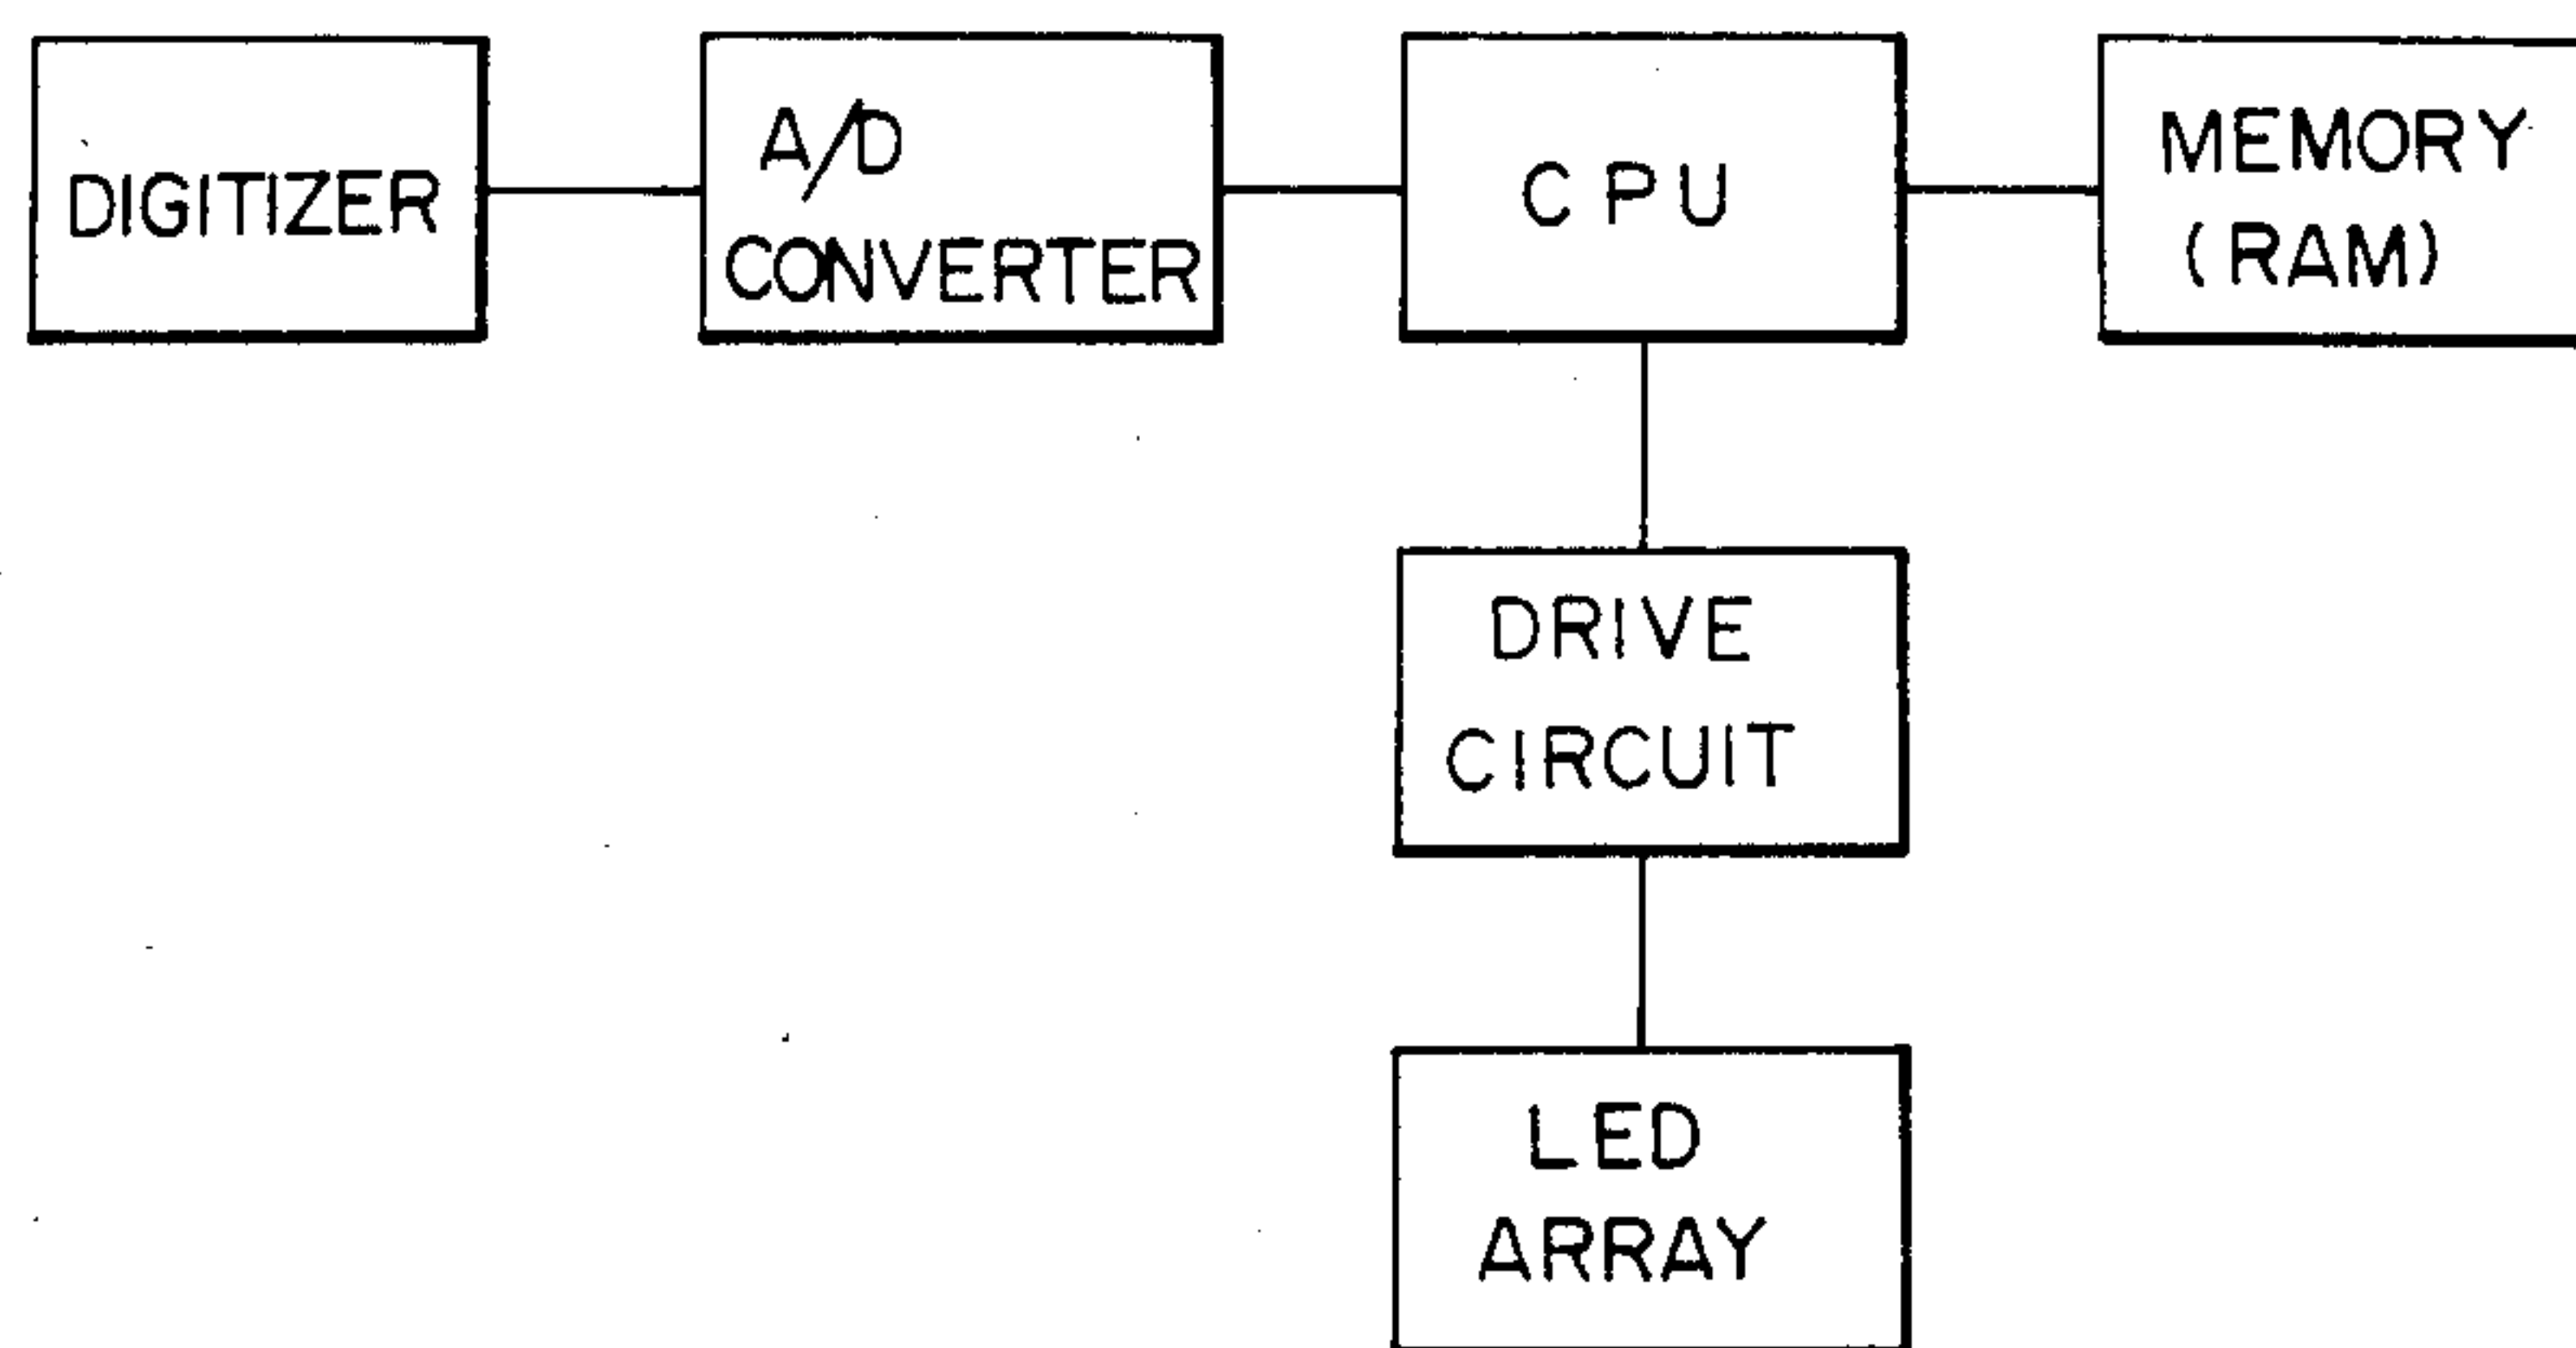 DIGITIZER
A/D
CONVERTER
CPU
MEMORY
(RAM)
DRIVE
CIRCUIT
LED
ARRAY